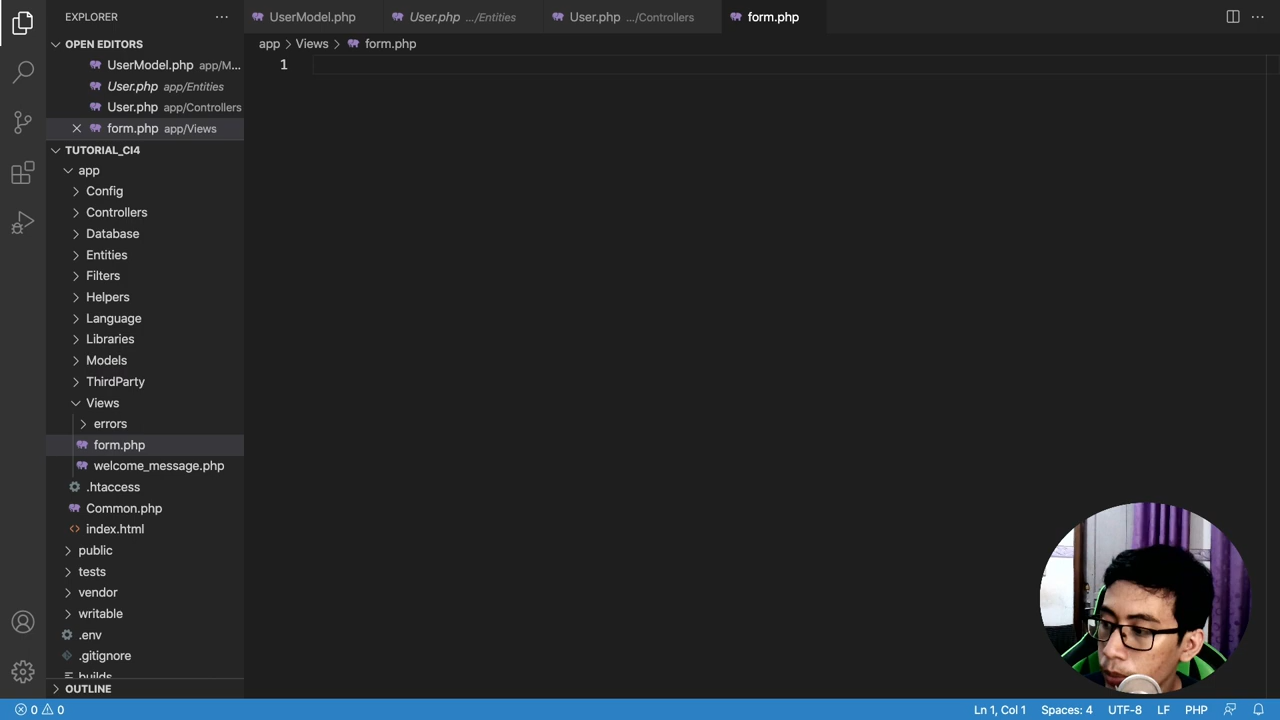 EXPLORER
OPEN EDITORS
UserModel.php app/M...
User.php app/Entities
User.php app/Controllers
form.php app/Views
TUTORIAL_CI4
app
Config
Controllers
Database
Entities
Filters
Helpers
Language
Libraries
Models
ThirdParty
Views
errors
form.php
welcome_message.php
.htaccess
Common.php
index.html
public
tests
vendor
writable
.env
.gitignore
builds
OUTLINE
UserModel.php
User.php .../Entities
User.php .../Controllers
form.php
app > Views > form.php
1
0 0
Ln 1, Col 1
Spaces: 4
UTF-8
LF
PHP